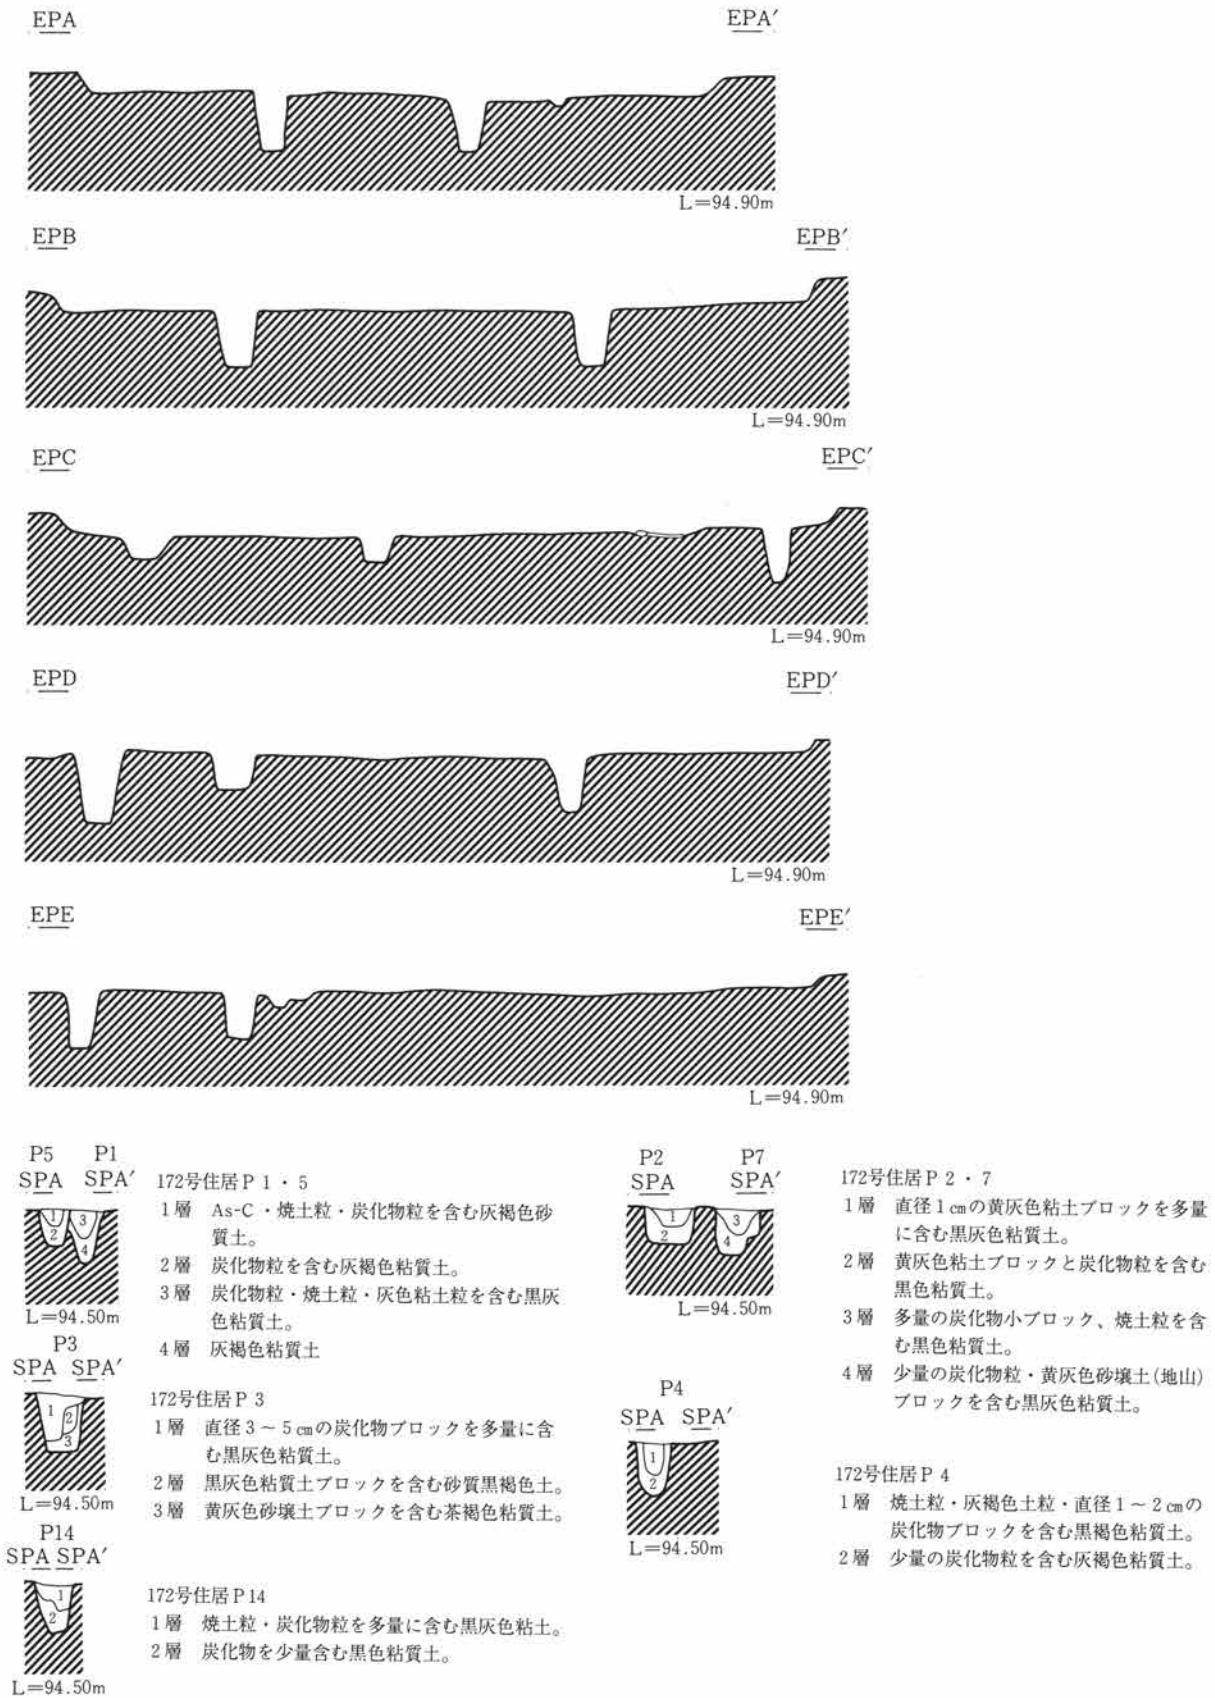 EPA EPA′
L=94.90m
EPB EPB′
L=94.90m
EPC EPC′
L=94.90m
EPD EPD′
L=94.90m
EPE EPE′
L=94.90m
P5 P1
SPA SPA′
1 3
2 4
L=94.50m
172号住居P 1・5
1層 As-C・焼土粒・炭化物粒を含む灰褐色砂
質土。
2層 炭化物粒を含む灰褐色粘質土。
3層 炭化物粒・焼土粒・灰色粘土粒を含む黒灰
色粘質土。
4層 灰褐色粘質土
P3
SPA SPA′
1 2
3
L=94.50m
172号住居P 3
1層 直径3~5㎝の炭化物ブロックを多量に含
む黒灰色粘質土。
2層 黒灰色粘質土ブロックを含む砂質黒褐色土。
3層 黄灰色砂壌土ブロックを含む茶褐色粘質土。
P14
SPA SPA′
1
2
L=94.50m
172号住居P14
1層 焼土粒・炭化物粒を多量に含む黒灰色粘土。
2層 炭化物を少量含む黒色粘質土。
P2 P7
SPA SPA′
1 3
2 4
L=94.50m
172号住居P 2・7
1層 直径1㎝の黄灰色粘土ブロックを多量
に含む黒灰色粘質土。
2層 黄灰色粘土ブロックと炭化物粒を含む
黒色粘質土。
3層 多量の炭化物小ブロック、焼土粒を含
む黒色粘質土。
4層 少量の炭化物粒・黄灰色砂壌土(地山)
ブロックを含む黒灰色粘質土。
P4
SPA SPA′
1
2
L=94.50m
172号住居P 4
1層 焼土粒・灰褐色土粒・直径1~2㎝の
炭化物ブロックを含む黒褐色粘質土。
2層 少量の炭化物粒を含む灰褐色粘質土。